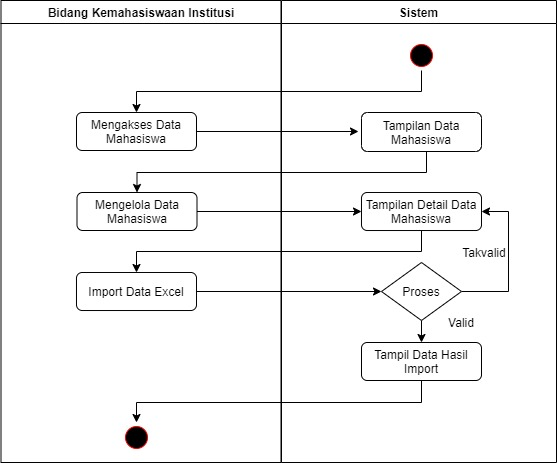 Bidang Kemahasiswaan Institusi
Sistem
Mengakses Data
Mahasiswa
Tampilan Data
Mahasiswa
Mengelola Data
Mahasiswa
Tampilan Detail Data
Mahasiswa
Takvalid
Import Data Excel
Proses
Valid
Tampil Data Hasil
Import